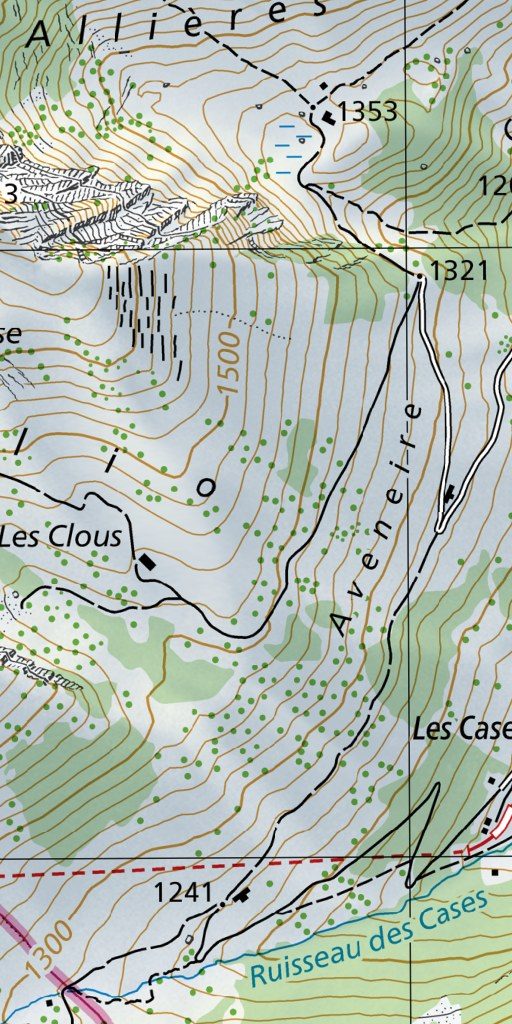 Allières
1353
1321
1500
Aveneire
Les Clous
Les Case
1241
1300
Ruisseau des Cases